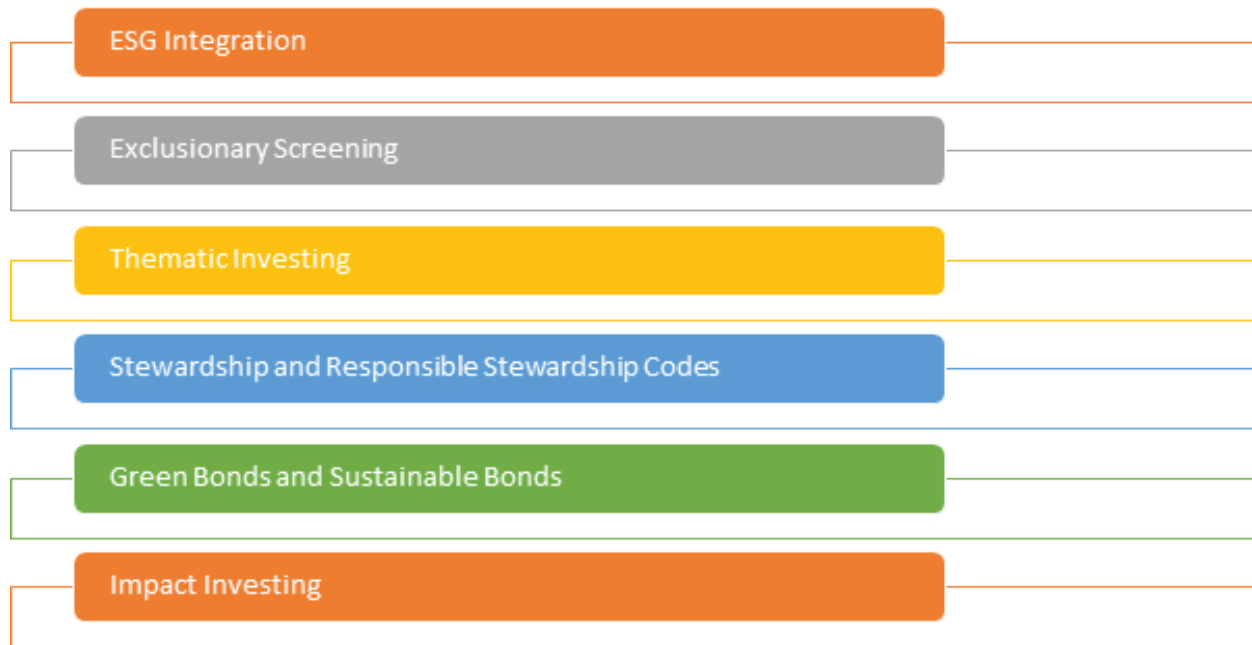 ESG Integration
Exclusionary Screening
Thematic Investing
Stewardship and Responsible Stewardship Codes
Green Bonds and Sustainable Bonds
Impact Investing